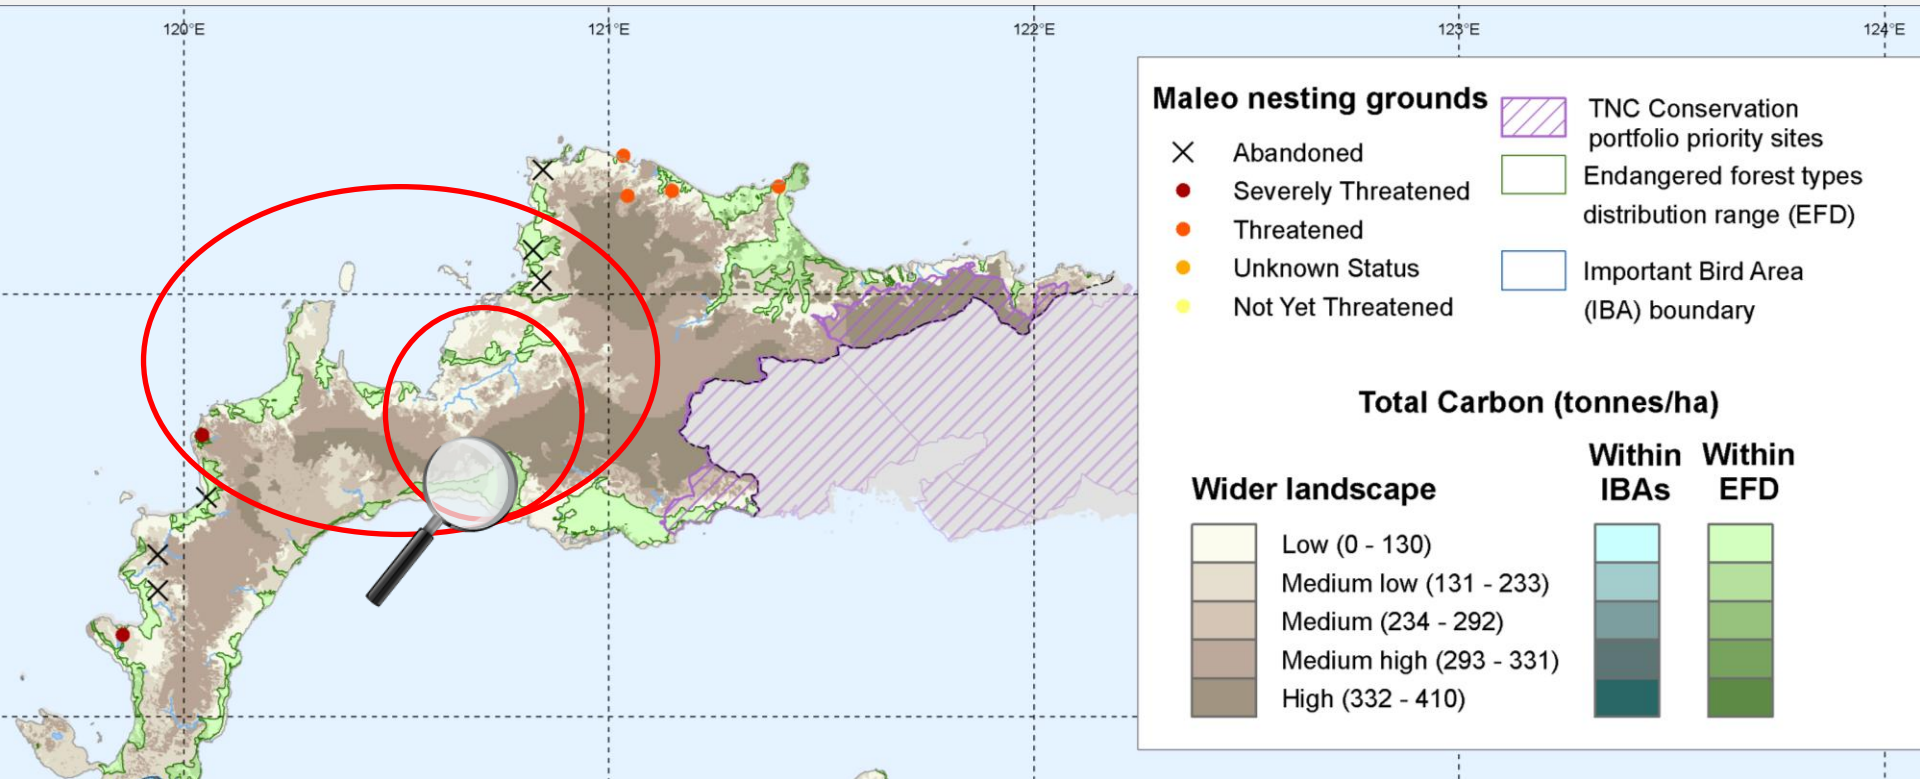 120°E
121°E
122°E
123°E
124°E
Maleo nesting grounds
Abandoned
Severely Threatened
Threatened
Unknown Status
Not Yet Threatened
TNC Conservation
portfolio priority sites
Endangered forest types
distribution range (EFD)
Important Bird Area
(IBA) boundary
Total Carbon (tonnes/ha)
Wider landscape
Within
IBAs
Within
EFD
Low (0 - 130)
Medium low (131 - 233)
Medium (234 - 292)
Medium high (293 - 331)
High (332 - 410)